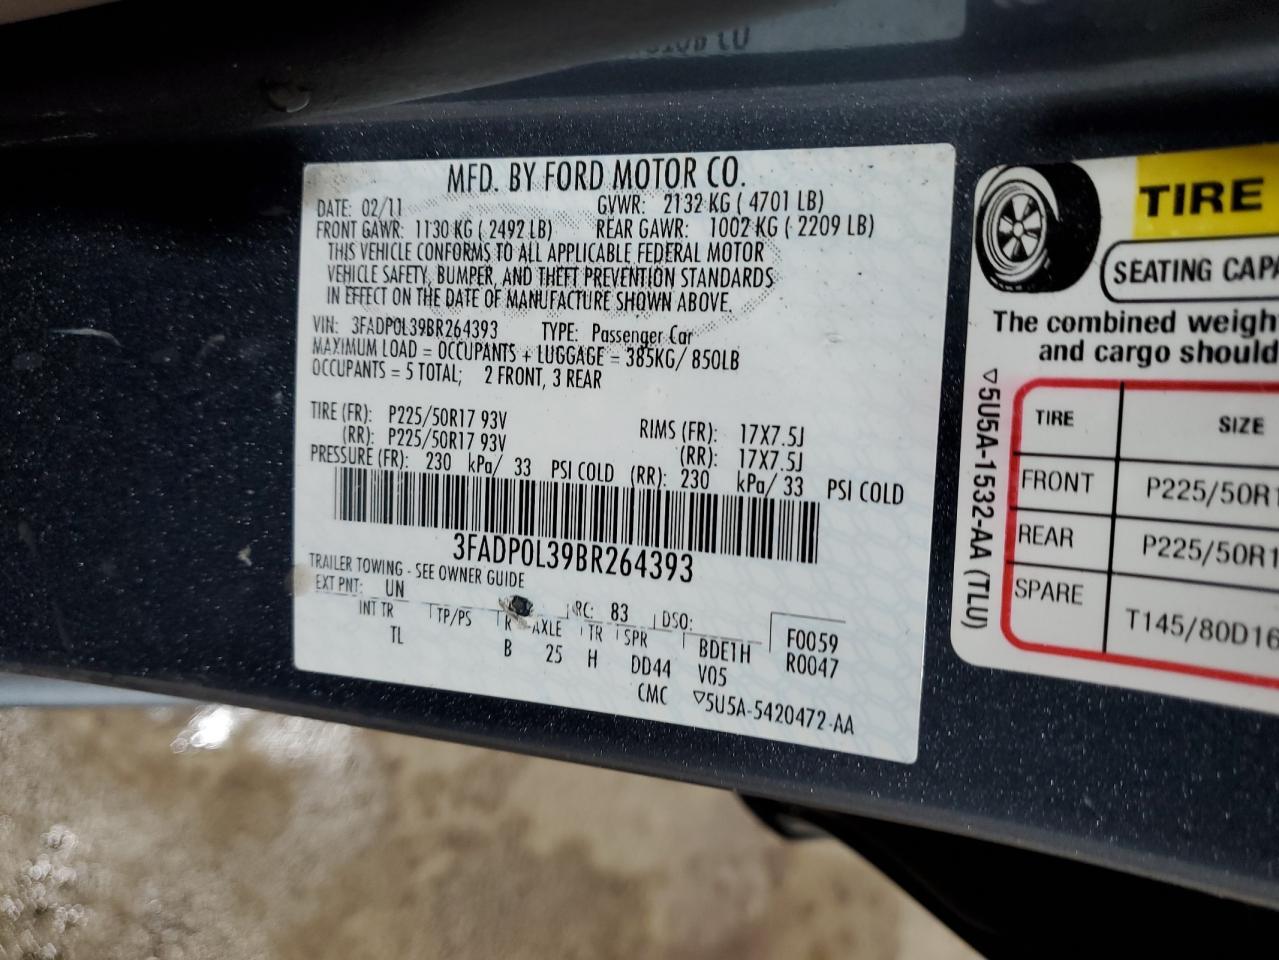 MFD. BY FORD MOTOR CO.
DATE: 02/11 GVWR: 2132 KG ( 4701 LB)
FRONT GAWR: 1130 KG ( 2492 LB) REAR GAWR: 1002 KG ( 2209 LB)
THIS VEHICLE CONFORMS TO ALL APPLICABLE FEDERAL MOTOR
VEHICLE SAFETY, BUMPER, AND THEFT PREVENTION STANDARDS
IN EFFECT ON THE DATE OF MANUFACTURE SHOWN ABOVE.
VIN: 3FADP0L39BR264393 TYPE: Passenger Car
MAXIMUM LOAD = OCCUPANTS + LUGGAGE = 385KG/ 850LB
OCCUPANTS = 5 TOTAL; 2 FRONT, 3 REAR
TIRE (FR): P225/50R17 93V RIMS (FR): 17X7.5J
(RR): P225/50R17 93V (RR): 17X7.5J
PRESSURE (FR): 230 kPa/ 33 PSI COLD (RR): 230 kPa/ 33 PSI COLD
3FADP0L39BR264393
TRAILER TOWING - SEE OWNER GUIDE
EXT PNT: UN RC: 83 DSO:
INT TR TP/PS R AXLE TR SPR BDETH F0059
TL B 25 H DD44 V05 R0047
CMC ▽5U5A-5420472-AA
TIRE
SEATING CAPA
The combined weigh
and cargo should
TIRE SIZE
FRONT P225/50R1
REAR P225/50R1
SPARE T145/80D16
▽5U5A-1532-AA (TLU)